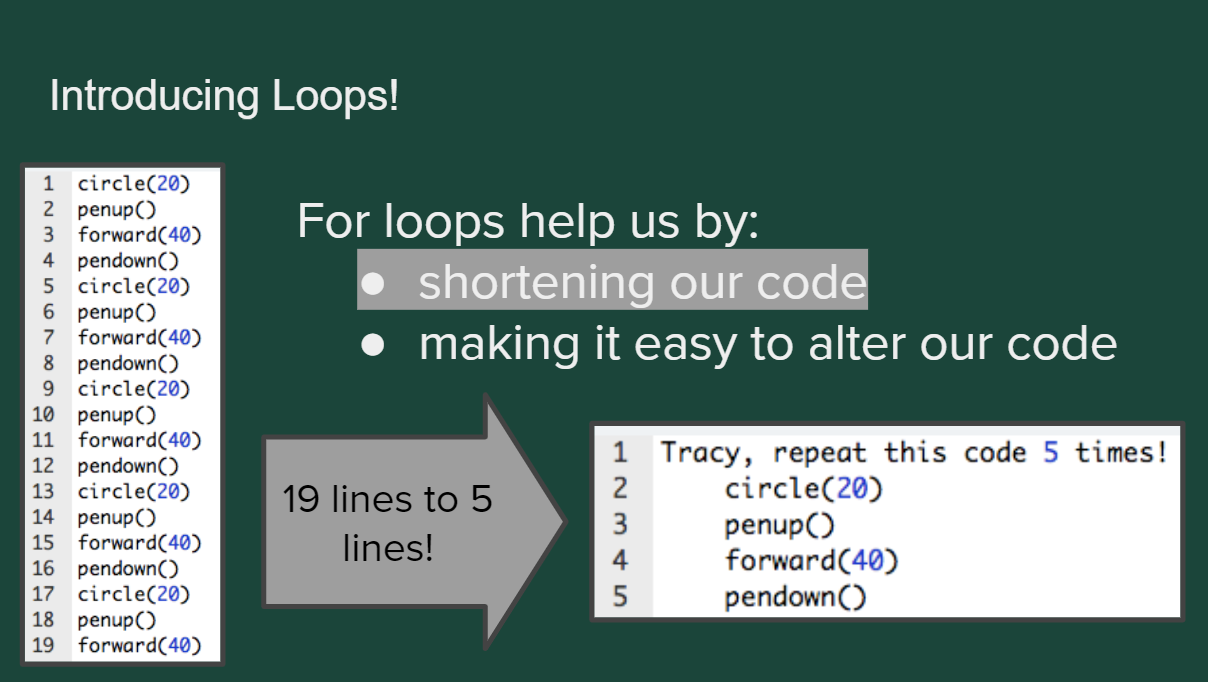 Introducing Loops!
1 circle(20)
2 penup()
3 forward(40)
4 pendown()
5 circle(20)
6 penup()
7 forward(40)
8 pendown()
9 circle(20)
10 penup()
11 forward(40)
12 pendown()
13 circle(20)
14 penup()
15 forward(40)
16 pendown()
17 circle(20)
18 penup()
19 forward(40)
For loops help us by:
● shortening our code
● making it easy to alter our code
19 lines to 5
lines!
1 Tracy, repeat this code 5 times!
2 circle(20)
3 penup()
4 forward(40)
5 pendown()